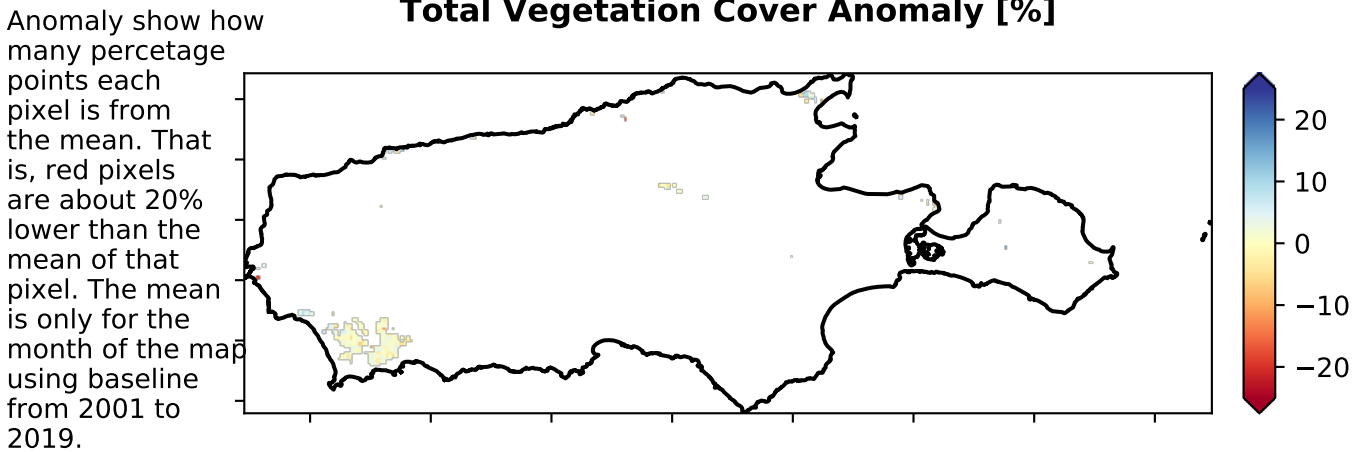 Total Vegetation Cover Anomaly [%]
Anomaly show how
many percetage
points each
pixel is from
the mean. That
is, red pixels
are about 20%
lower than the
mean of that
pixel. The mean
is only for the
month of the map
using baseline
from 2001 to
2019.
20
10
0
−10
−20